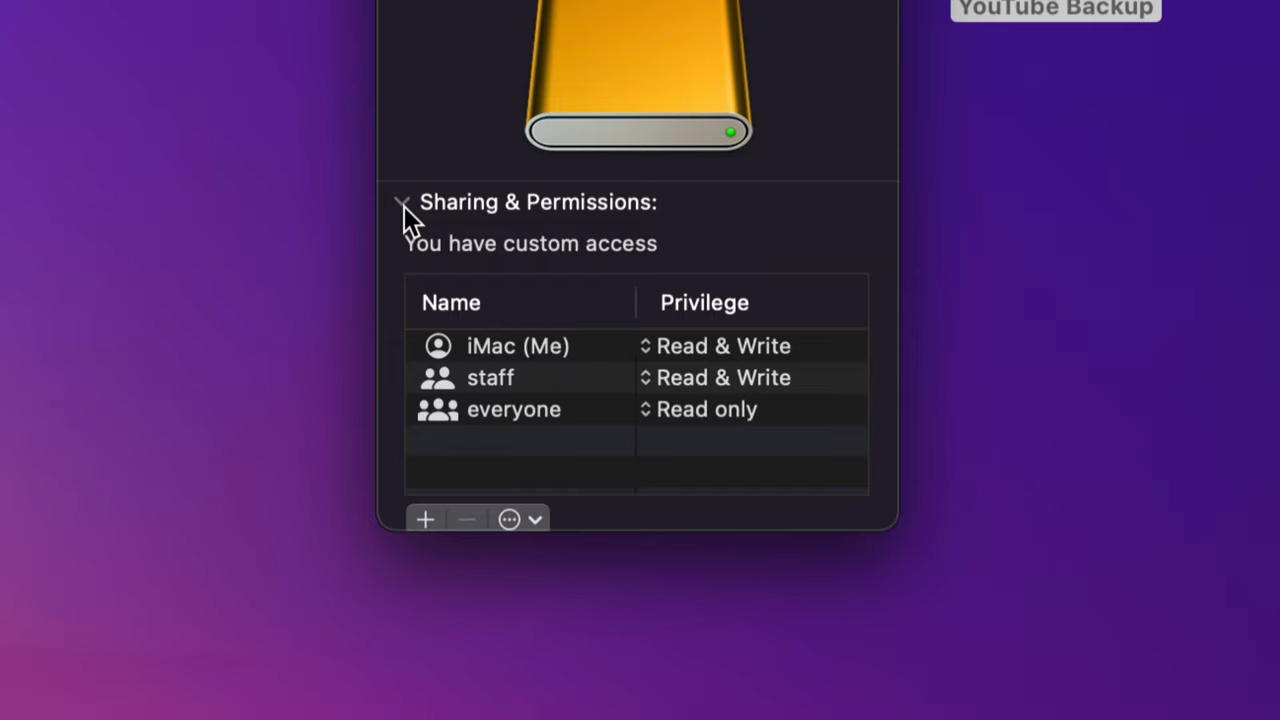 YouTube Backup
Sharing & Permissions:
You have custom access
Name Privilege
iMac (Me) Read & Write
staff Read & Write
everyone Read only